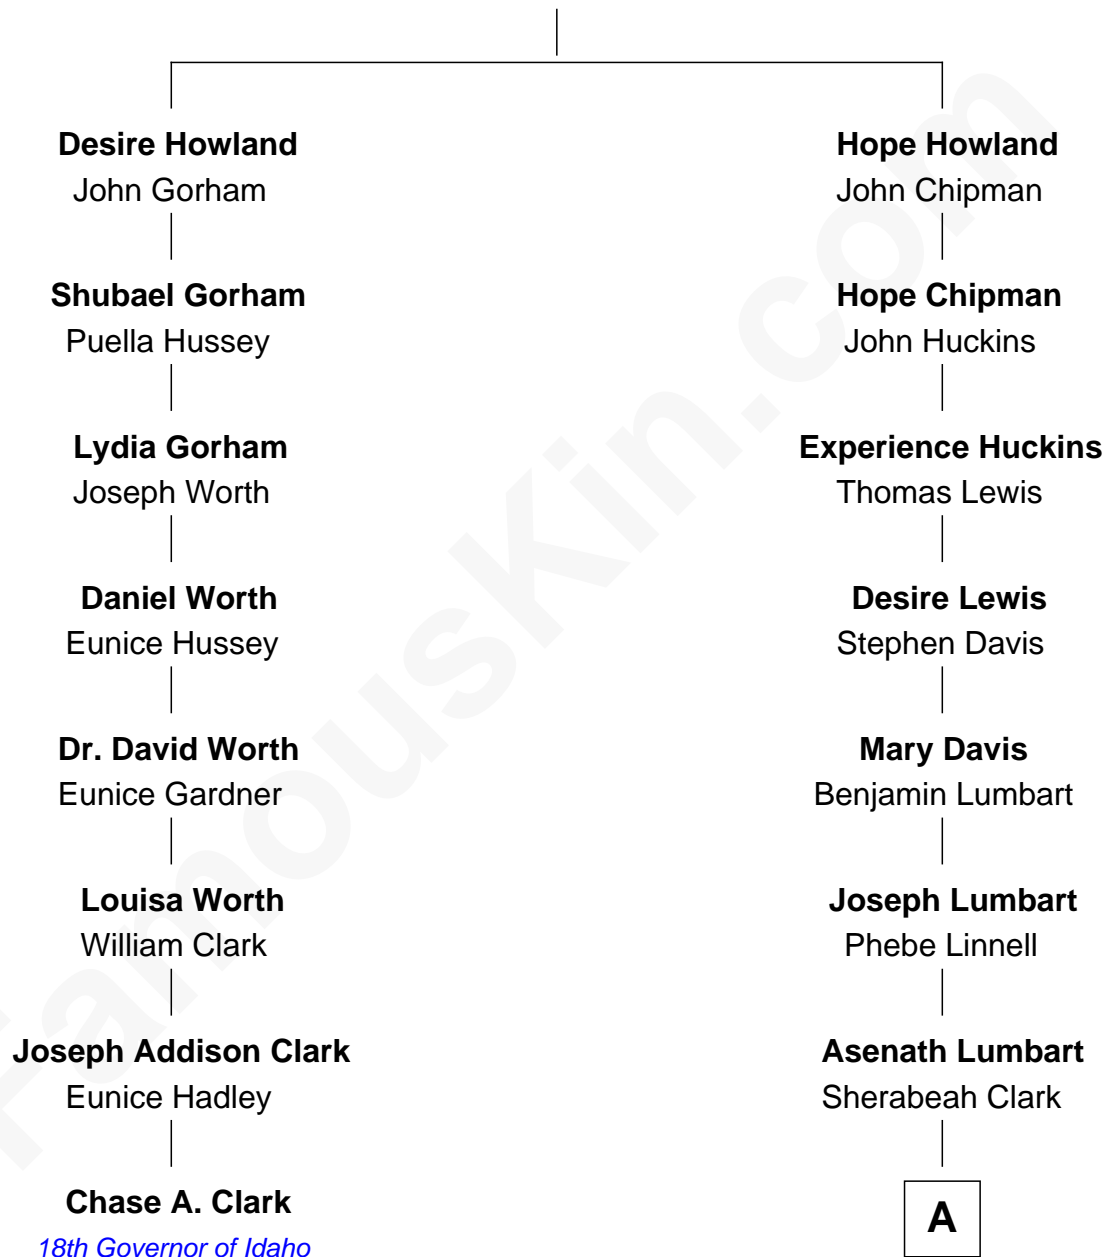 Desire Howland
John Gorham
Hope Howland
John Chipman
Shubael Gorham
Puella Hussey
Hope Chipman
John Huckins
Lydia Gorham
Joseph Worth
Experience Huckins
Thomas Lewis
Daniel Worth
Eunice Hussey
Desire Lewis
Stephen Davis
Dr. David Worth
Eunice Gardner
Mary Davis
Benjamin Lumbart
Louisa Worth
William Clark
Joseph Lumbart
Phebe Linnell
Joseph Addison Clark
Eunice Hadley
Asenath Lumbart
Sherabeah Clark
Chase A. Clark
18th Governor of Idaho
A
FamousKin.com